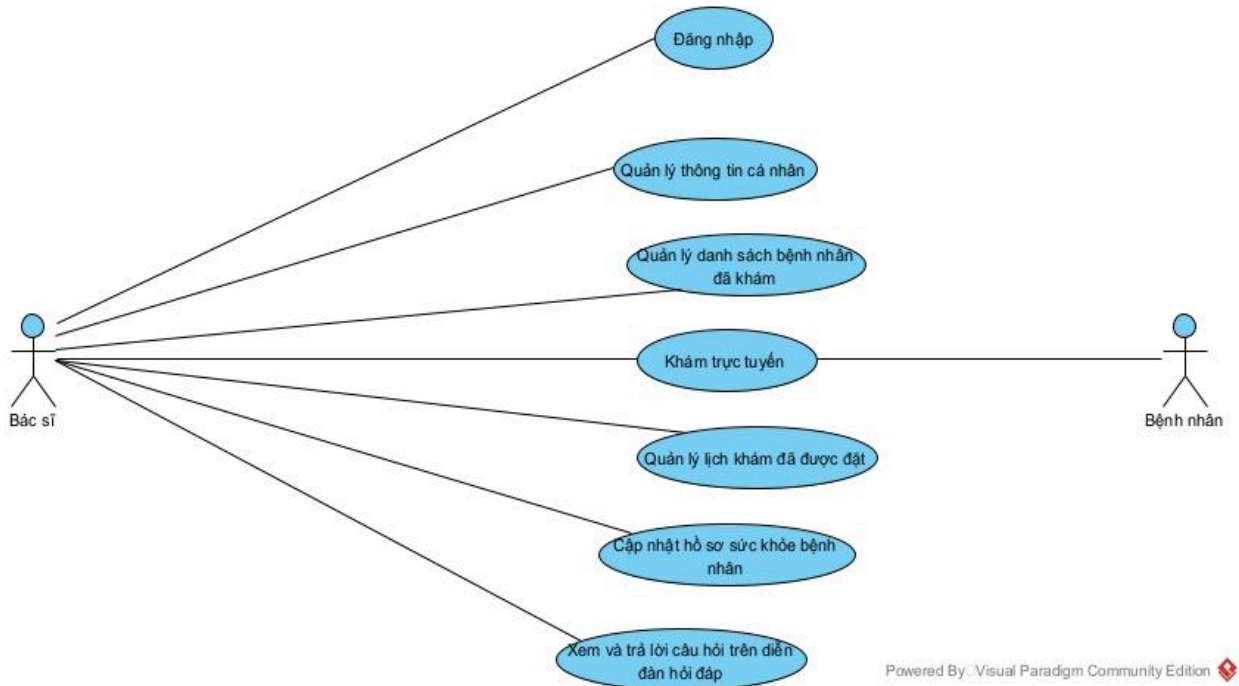 Đăng nhập
Quản lý thông tin cá nhân
Quản lý danh sách bệnh nhân
đã khám
Khám trực tuyến
Bác sĩ
Bệnh nhân
Quản lý lịch khám đã được đặt
Cập nhật hồ sơ sức khỏe bệnh
nhân
Xem và trả lời câu hỏi trên diễn
đàn hỏi đáp
Powered By Visual Paradigm Community Edition